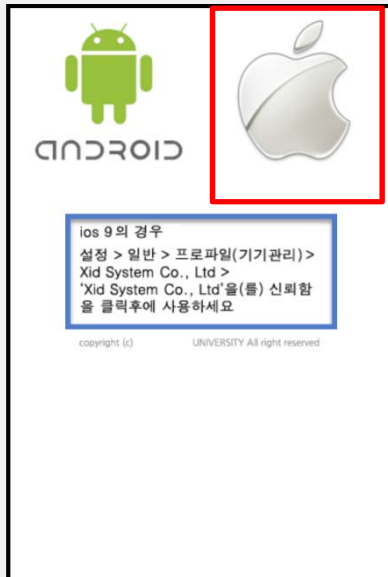 android
ios 9의 경우
설정 > 일반 > 프로파일(기기관리) >
Xid System Co., Ltd >
'Xid System Co., Ltd'을(를) 신뢰함
을 클릭후에 사용하세요
copyright (c) UNIVERSITY All right reserved